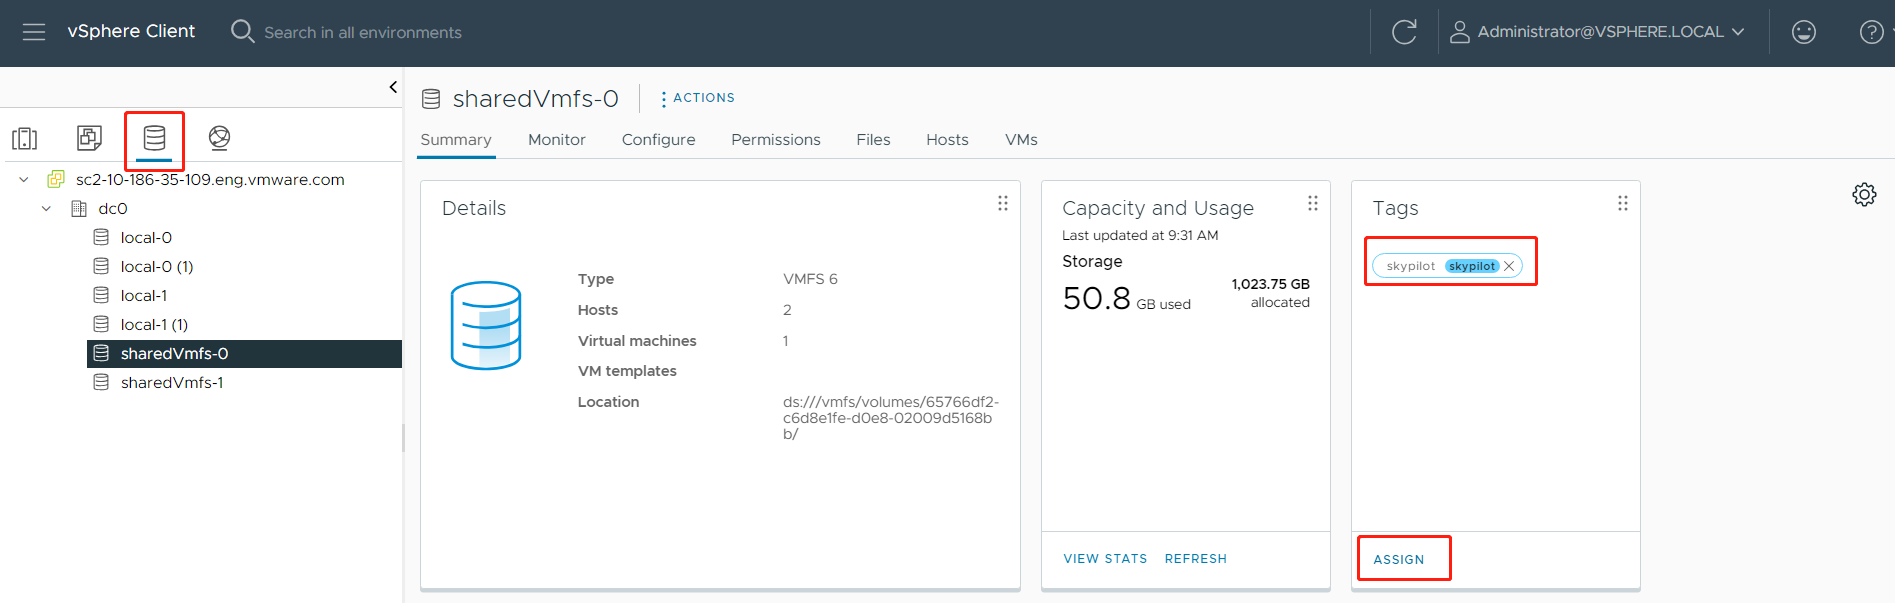 vSphere Client
Search in all environments
Administrator@VSPHERE.LOCAL
?
sc2-10-186-35-109.eng.vmware.com
dc0
local-0
local-0 (1)
local-1
local-1 (1)
sharedVmfs-0
sharedVmfs-1
sharedVmfs-0
ACTIONS
Summary Monitor Configure Permissions Files Hosts VMs
Details
Type VMFS 6
Hosts 2
Virtual machines 1
VM templates
Location ds:///vmfs/volumes/65766df2-
c6d8e1fe-d0e8-02009d5168b
b/
Capacity and Usage
Last updated at 9:31 AM
Storage
50.8 GB used
1,023.75 GB
allocated
VIEW STATS REFRESH
Tags
skypilot skypilot
ASSIGN